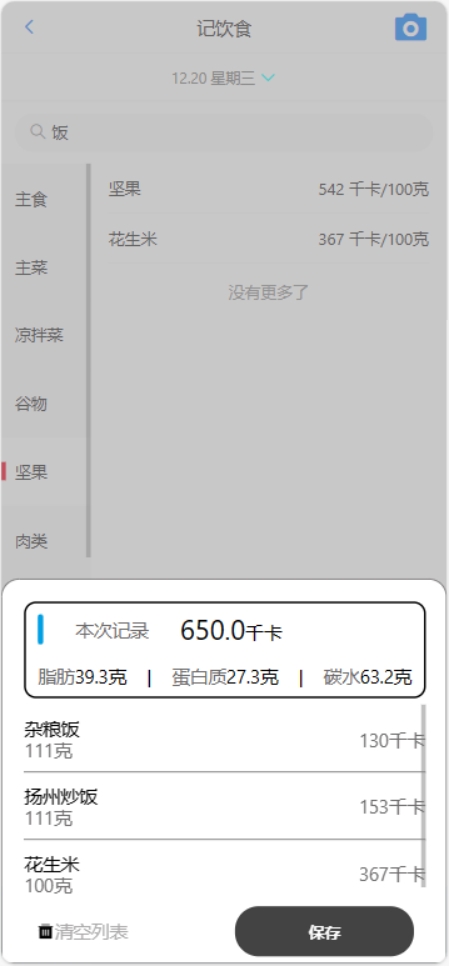 记饮食
12.20 星期三
饭
主食
主菜
凉拌菜
谷物
坚果
肉类
坚果 542 千卡/100克
花生米 367 千卡/100克
没有更多了
本次记录 650.0千卡
脂肪39.3克 | 蛋白质27.3克 | 碳水63.2克
杂粮饭
111克 130千卡
扬州炒饭
111克 153千卡
花生米
100克 367千卡
清空列表 保存